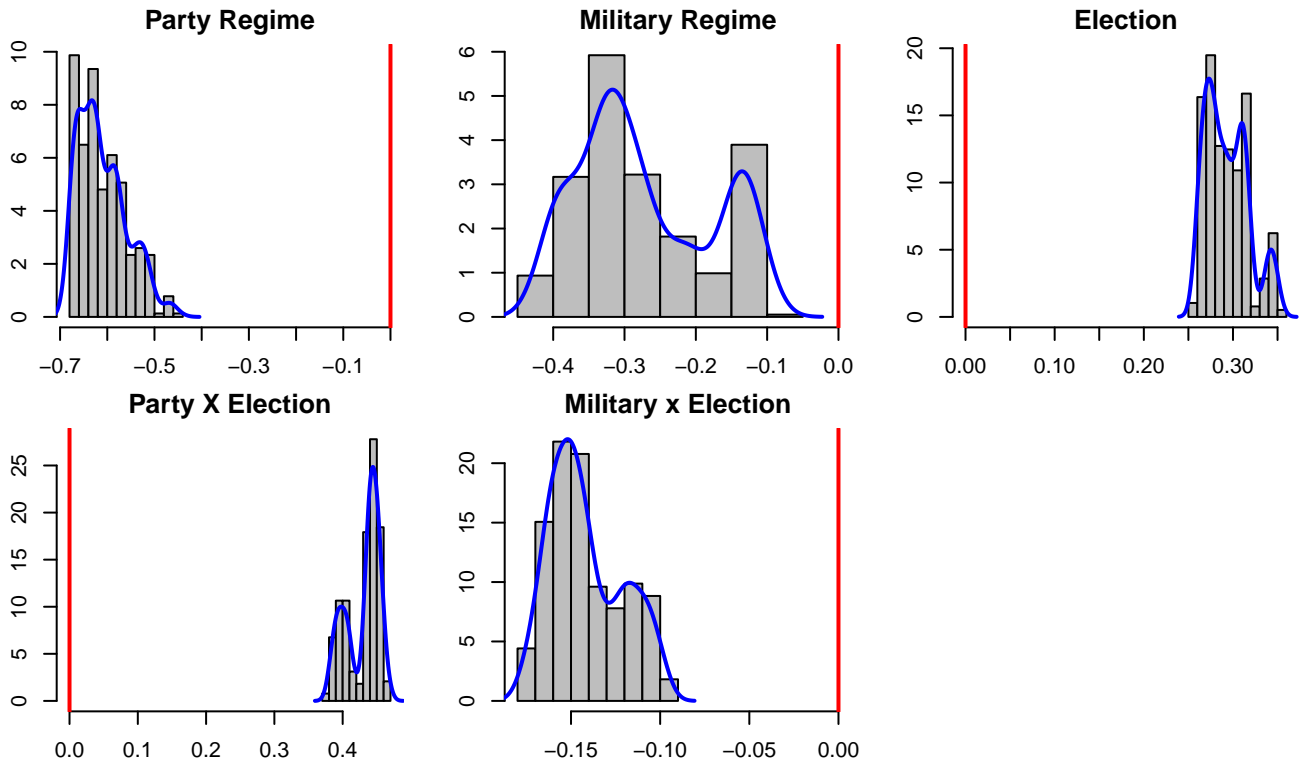 Party Regime
0 2 4 6 8 10
−0.7 −0.5 −0.3 −0.1
Military Regime
0 1 2 3 4 5 6
−0.4 −0.3 −0.2 −0.1 0.0
Election
0 5 10 15 20
0.00 0.10 0.20 0.30
Party X Election
0 5 10 15 20 25
0.0 0.1 0.2 0.3 0.4
Military x Election
0 5 10 15 20
−0.15 −0.10 −0.05 0.00